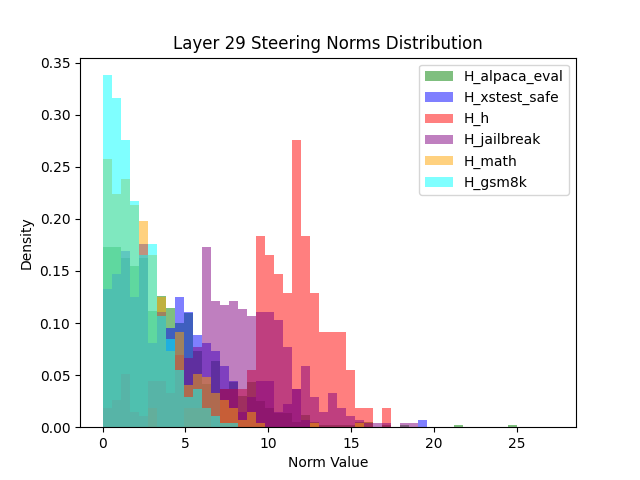 Layer 29 Steering Norms Distribution
H_alpaca_eval
H_xstest_safe
H_h
H_jailbreak
H_math
H_gsm8k
Density
0.35
0.30
0.25
0.20
0.15
0.10
0.05
0.00
0 5 10 15 20 25
Norm Value